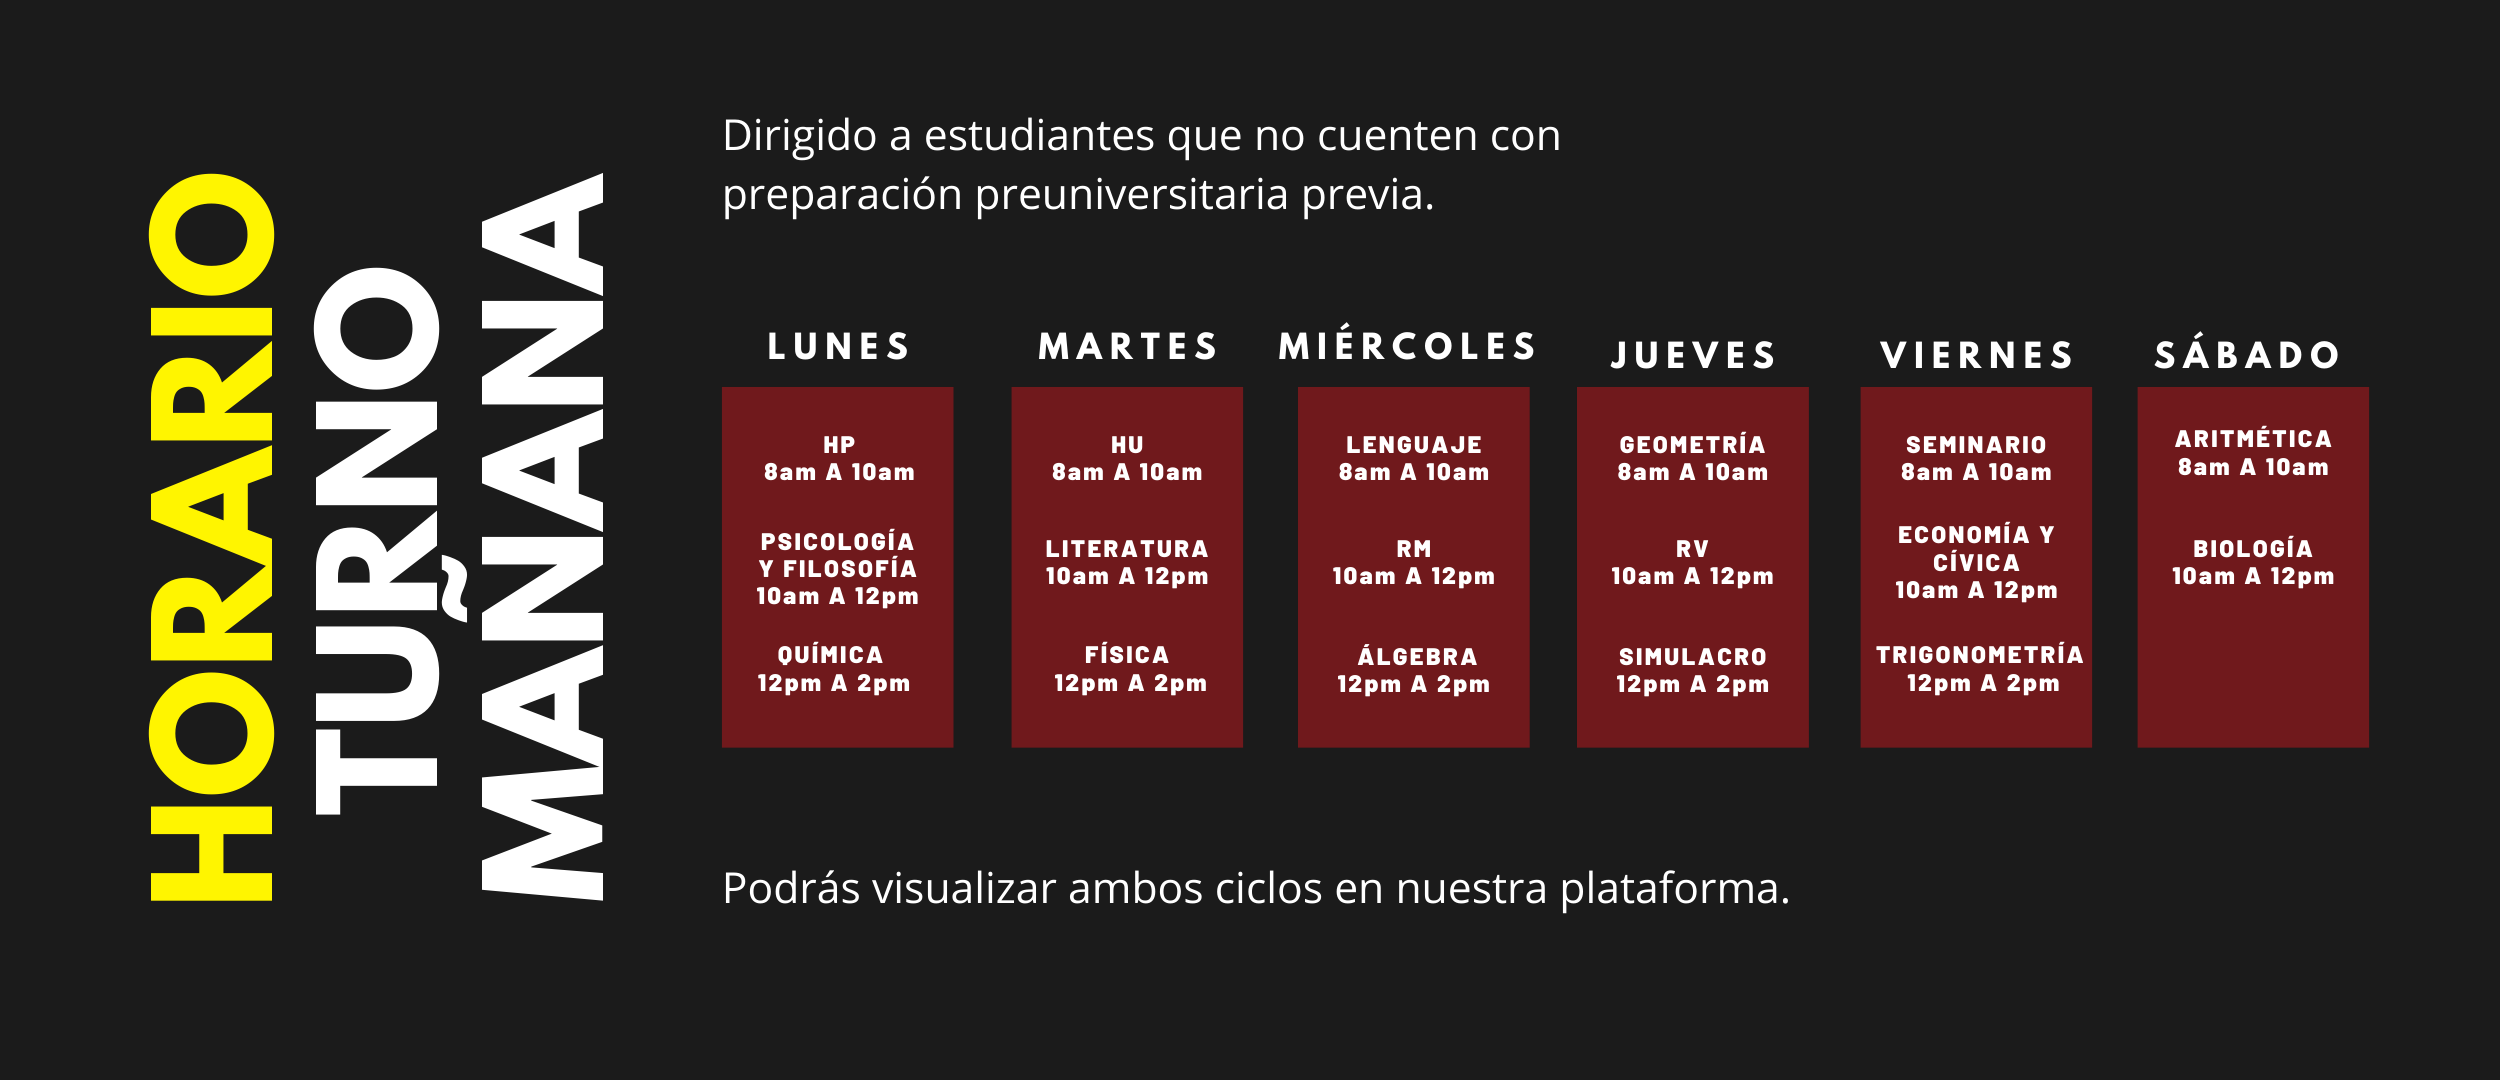 HORARIO
TURNO
MAÑANA
Dirigido a estudiantes que no cuenten con
preparación preuniversitaria previa.
LUNES
HP
8am A 10am
PSICOLOGÍA
Y FILOSOFÍA
10am A 12pm
QUÍMICA
12pm A 2pm
MARTES
HU
8am A 10am
LITERATURA
10am A 12pm
FÍSICA
12pm A 2pm
MIÉRCOLES
LENGUAJE
8am A 10am
RM
10am A 12pm
ÁLGEBRA
12pm A 2pm
JUEVES
GEOMETRÍA
8am A 10am
RV
10am A 12pm
SIMULACRO
12pm A 2pm
VIERNES
SEMINARIO
8am A 10am
ECONOMÍA Y
CÍVICA
10am A 12pm
TRIGONOMETRÍA
12pm A 2pm
SÁBADO
ARITMÉTICA
8am A 10am
BIOLOGÍA
10am A 12pm
Podrás visualizar ambos ciclos en nuestra plataforma.